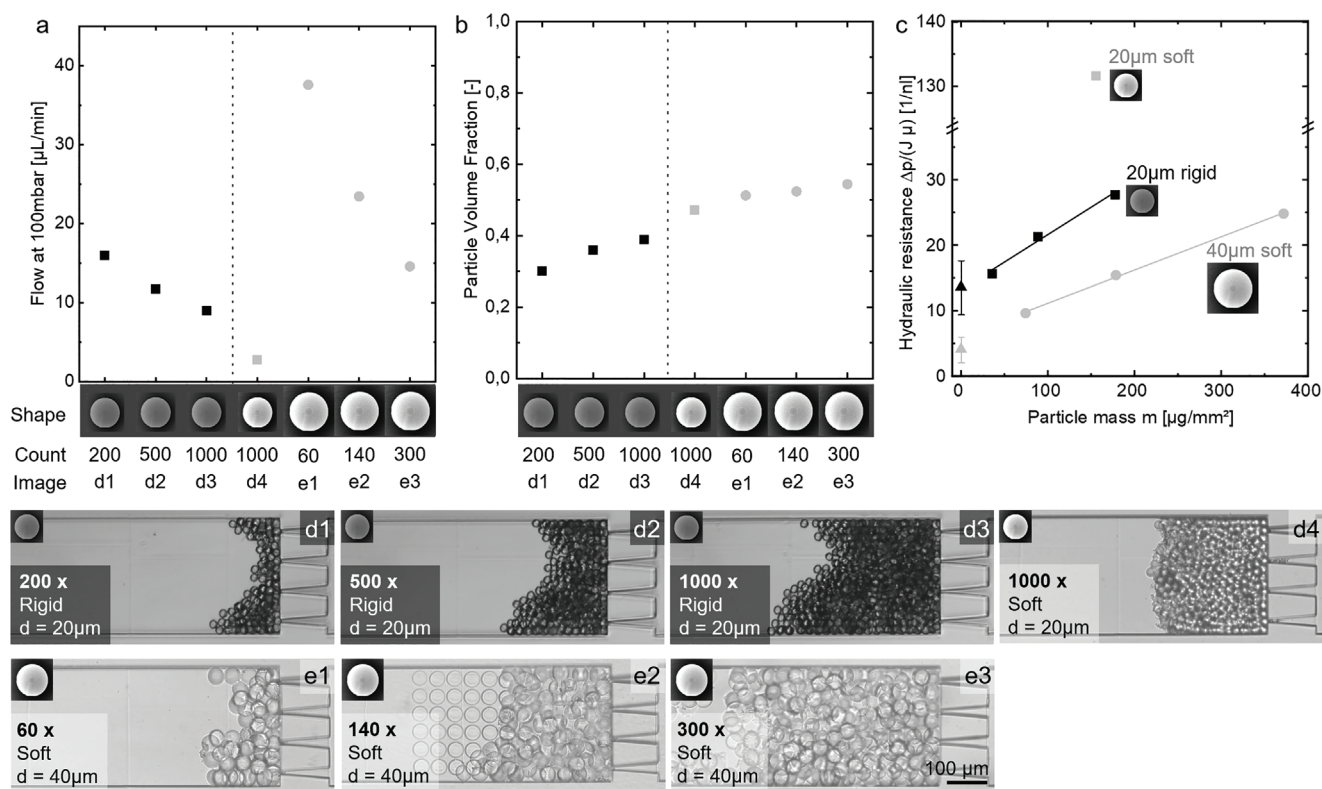 a
Flow at 100mbar [µL/min]
40
30
20
10
0
b
Particle Volume Fraction [-]
1,0
0,8
0,6
0,4
0,2
0,0
c
Hydraulic resistance Δp/(J µ) [1/nl]
130
30
20
10
0
20µm soft
20µm rigid
40µm soft
0 100 200 300 400
Particle mass m [µg/mm²]
Shape
Count 200 500 1000 1000 60 140 300
Image d1 d2 d3 d4 e1 e2 e3
200 500 1000 1000 60 140 300
d1 d2 d3 d4 e1 e2 e3
d1
200 x
Rigid
d = 20µm
d2
500 x
Rigid
d = 20µm
d3
1000 x
Rigid
d = 20µm
d4
1000 x
Soft
d = 20µm
e1
60 x
Soft
d = 40µm
e2
140 x
Soft
d = 40µm
e3
300 x
Soft
d = 40µm
100 µm